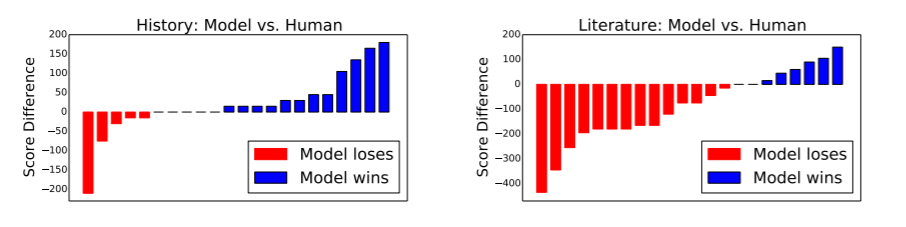 History: Model vs. Human
200
150
100
50
0
−50
−100
−150
−200
Score Difference
Model loses
Model wins
Literature: Model vs. Human
200
100
0
−100
−200
−300
−400
Score Difference
Model loses
Model wins